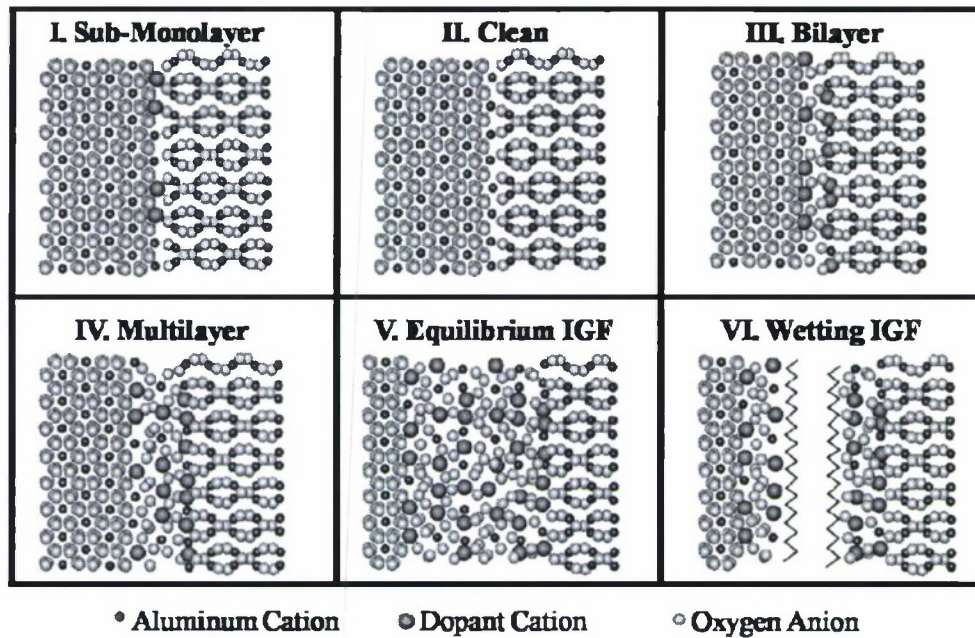 I. Sub-Monolayer
II. Clean
III. Bilayer
IV. Multilayer
V. Equilibrium IGF
VI. Wetting IGF
Aluminum Cation
Dopant Cation
Oxygen Anion